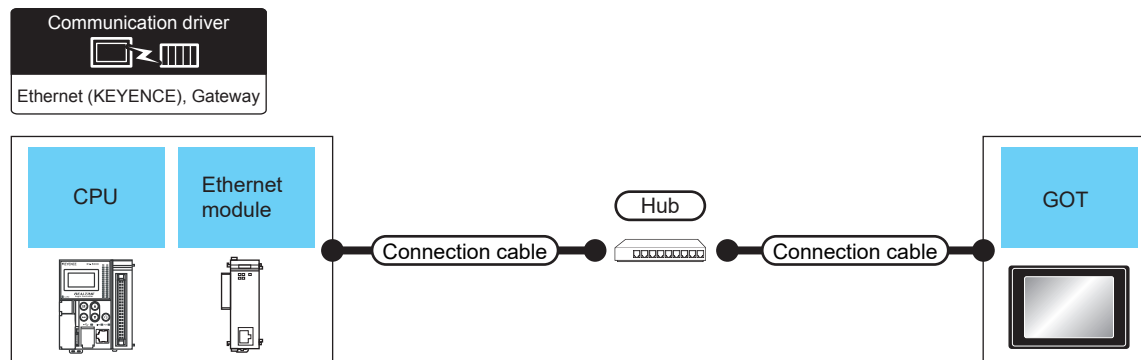 Communication driver
Ethernet (KEYENCE), Gateway
CPU
Ethernet
module
Hub
GOT
Connection cable
Connection cable